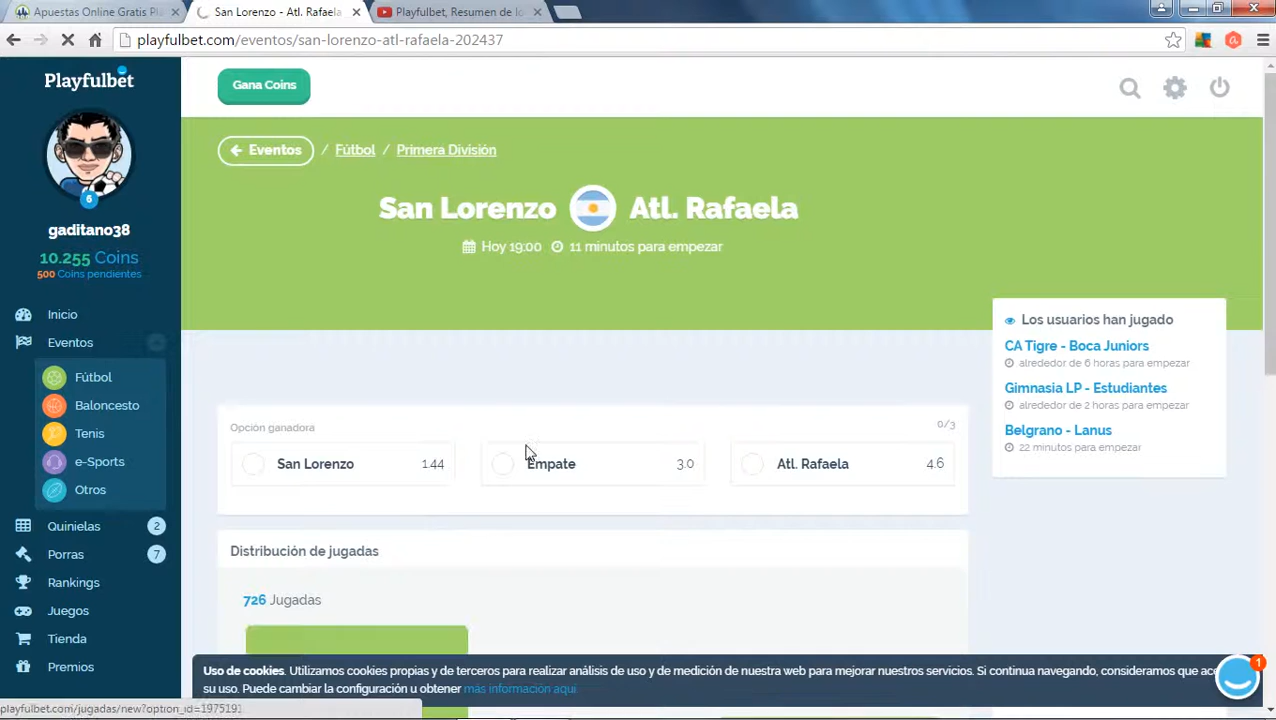 Apuestas Online Gratis Pl
San Lorenzo - Atl. Rafaela
Playfulbet, Resumen de lo
playfulbet.com/eventos/san-lorenzo-atl-rafaela-202437
Playfulbet
6
gaditano38
10.255 Coins
500 Coins pendientes
Inicio
Eventos
Fútbol
Baloncesto
Tenis
e-Sports
Otros
Quinielas 2
Porras 7
Rankings
Juegos
Tienda
Premios
Gana Coins
Eventos / Fútbol / Primera División
San Lorenzo Atl. Rafaela
Hoy 19:00 11 minutos para empezar
Los usuarios han jugado
CA Tigre - Boca Juniors
alrededor de 6 horas para empezar
Gimnasia LP - Estudiantes
alrededor de 2 horas para empezar
Belgrano - Lanus
22 minutos para empezar
Opción ganadora 0/3
San Lorenzo 1.44 Empate 3.0 Atl. Rafaela 4.6
Distribución de jugadas
726 Jugadas
Uso de cookies. Utilizamos cookies propias y de terceros para realizar análisis de uso y de medición de nuestra web para mejorar nuestros servicios. Si continua navegando, consideramos que ace
su uso. Puede cambiar la configuración u obtener más información aquí.
1
playfulbet.com/jugadas/new?option_id=1975191